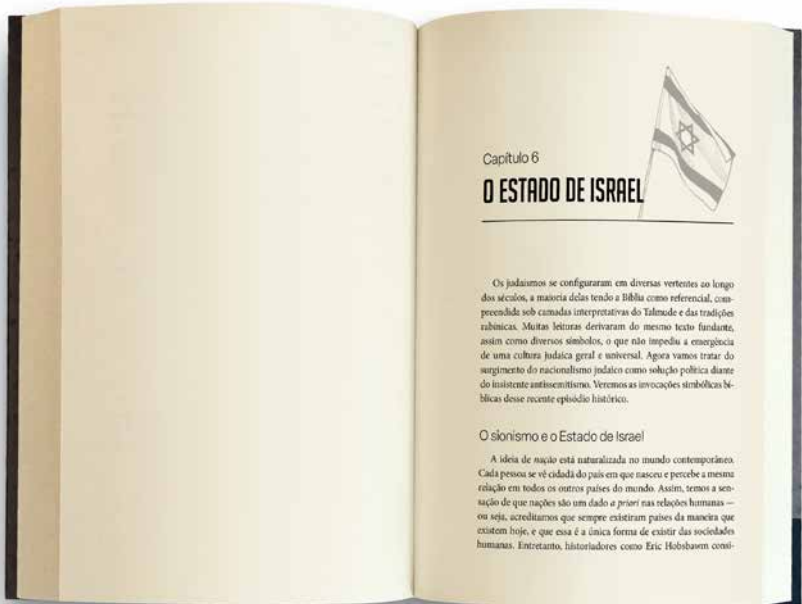 Capítulo 6
O ESTADO DE ISRAEL
Os judaísmos se configuraram em diversas vertentes ao longo
dos séculos, a maioria delas tendo a Bíblia como referencial, com-
preendida sob camadas interpretativas do Talmude e das tradições
rabínicas. Muitas leituras derivaram do mesmo texto fundante,
assim como diversos símbolos, o que não impediu a emergência
de uma cultura judaica geral e universal. Agora vamos tratar do
surgimento do nacionalismo judaico como solução política diante
do insistente antissemitismo. Veremos as invocações simbólicas bí-
blicas desse recente episódio histórico.
O sionismo e o Estado de Israel
A ideia de nação está naturalizada no mundo contemporâneo.
Cada pessoa se vê cidadã do país em que nasceu e percebe a mesma
relação em todos os outros países do mundo. Assim, temos a sen-
sação de que nações são um dado a priori nas relações humanas —
ou seja, acreditamos que sempre existiram países da maneira que
existem hoje, e que essa é a única forma de existir das sociedades
humanas. Entretanto, historiadores como Eric Hobsbawm consi-